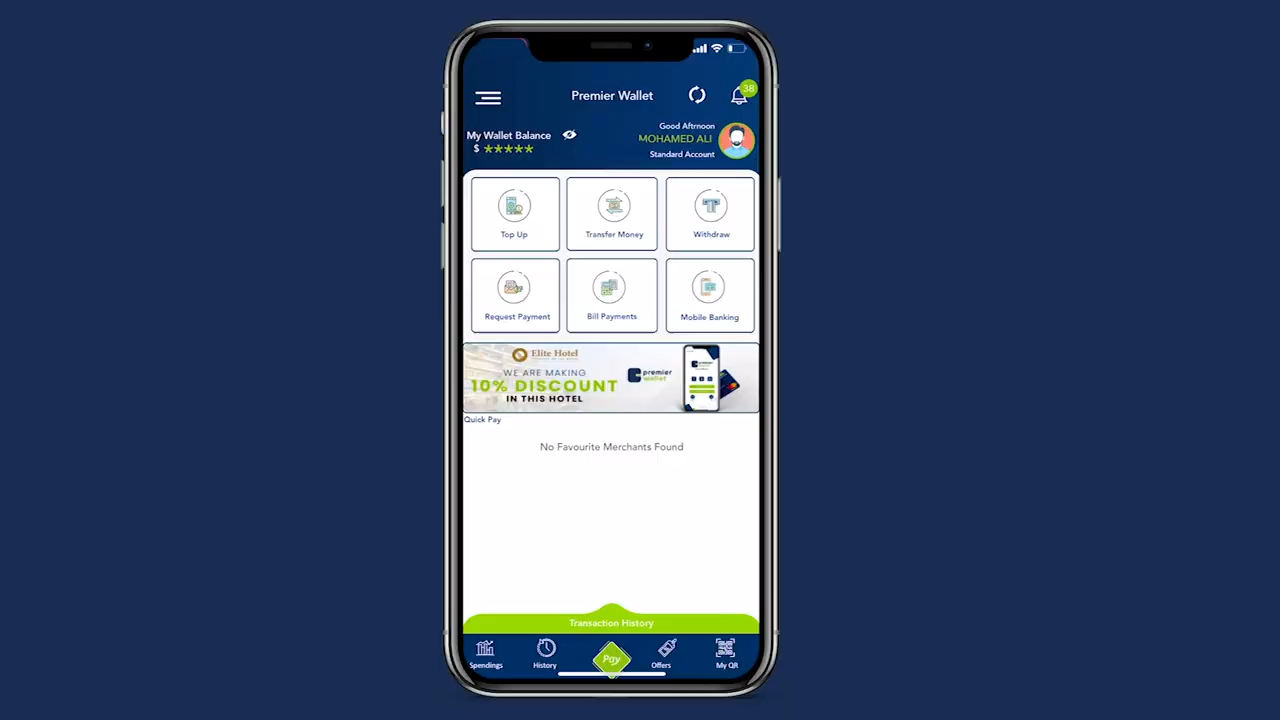 Premier Wallet
38
Good Aftrnoon
My Wallet Balance
MOHAMED ALI
$ *****
Standard Account
Top Up
Transfer Money
Withdraw
Request Payment
Bill Payments
Mobile Banking
Elite Hotel
WE ARE MAKING
10% DISCOUNT
IN THIS HOTEL
premier
wallet
Quick Pay
No Favourite Merchants Found
Transaction History
Spendings
History
Pay
Offers
My QR